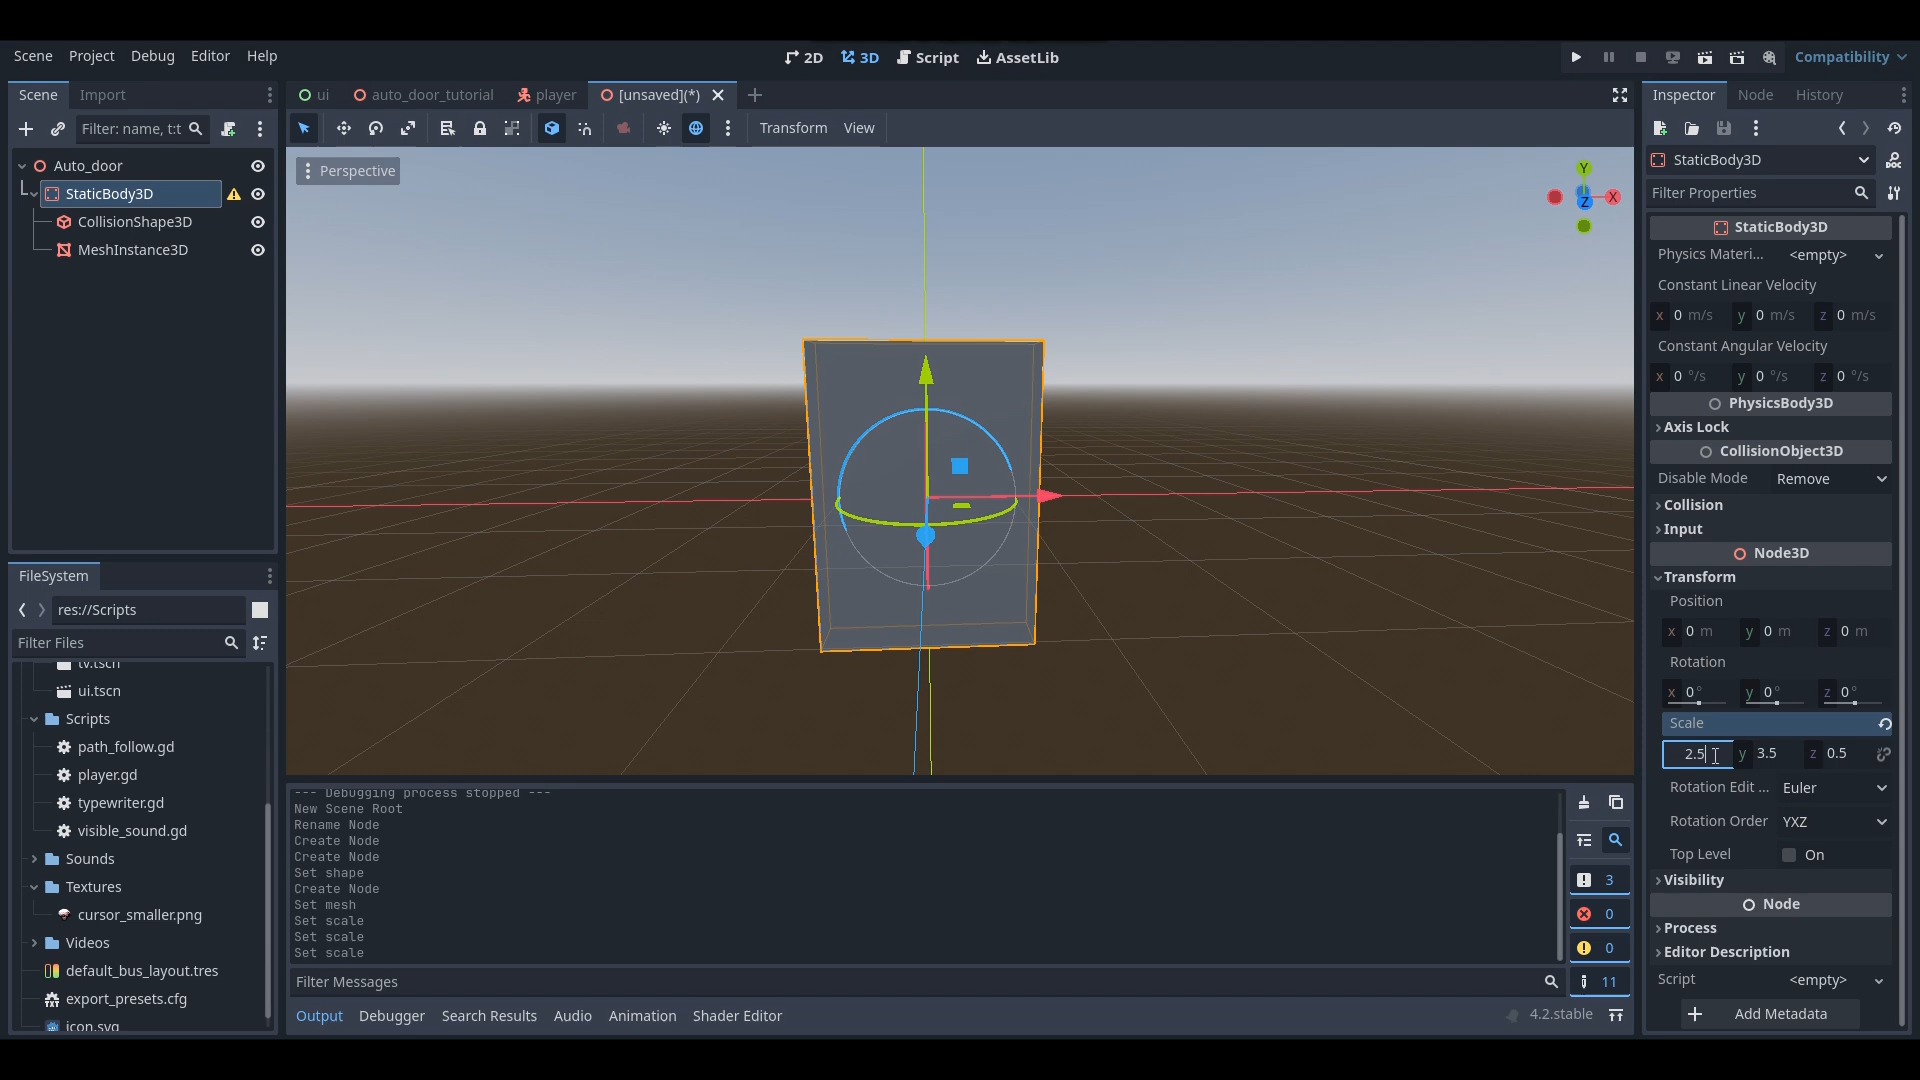 Scene Project Debug Editor Help
2D 3D Script AssetLib
Compatibility
Scene Import
Filter: name, t:t
Auto_door
StaticBody3D
CollisionShape3D
MeshInstance3D
FileSystem
res://Scripts
Filter Files
tv.tscn
ui.tscn
Scripts
path_follow.gd
player.gd
typewriter.gd
visible_sound.gd
Sounds
Textures
cursor_smaller.png
Videos
default_bus_layout.tres
export_presets.cfg
icon.svg
ui auto_door_tutorial player [unsaved](*)
Transform View
Perspective
Y
X
Z
--- Debugging process stopped ---
New Scene Root
Rename Node
Create Node
Create Node
Set shape
Create Node
Set mesh
Set scale
Set scale
Set scale
3
0
0
11
Filter Messages
Output Debugger Search Results Audio Animation Shader Editor
4.2.stable
Inspector Node History
StaticBody3D
Filter Properties
StaticBody3D
Physics Materi... <empty>
Constant Linear Velocity
x 0 m/s y 0 m/s z 0 m/s
Constant Angular Velocity
x 0 °/s y 0 °/s z 0 °/s
PhysicsBody3D
Axis Lock
CollisionObject3D
Disable Mode Remove
Collision
Input
Node3D
Transform
Position
x 0 m y 0 m z 0 m
Rotation
x 0 ° y 0 ° z 0 °
Scale
2.5 y 3.5 z 0.5
Rotation Edit ... Euler
Rotation Order YXZ
Top Level On
Visibility
Node
Process
Editor Description
Script <empty>
Add Metadata